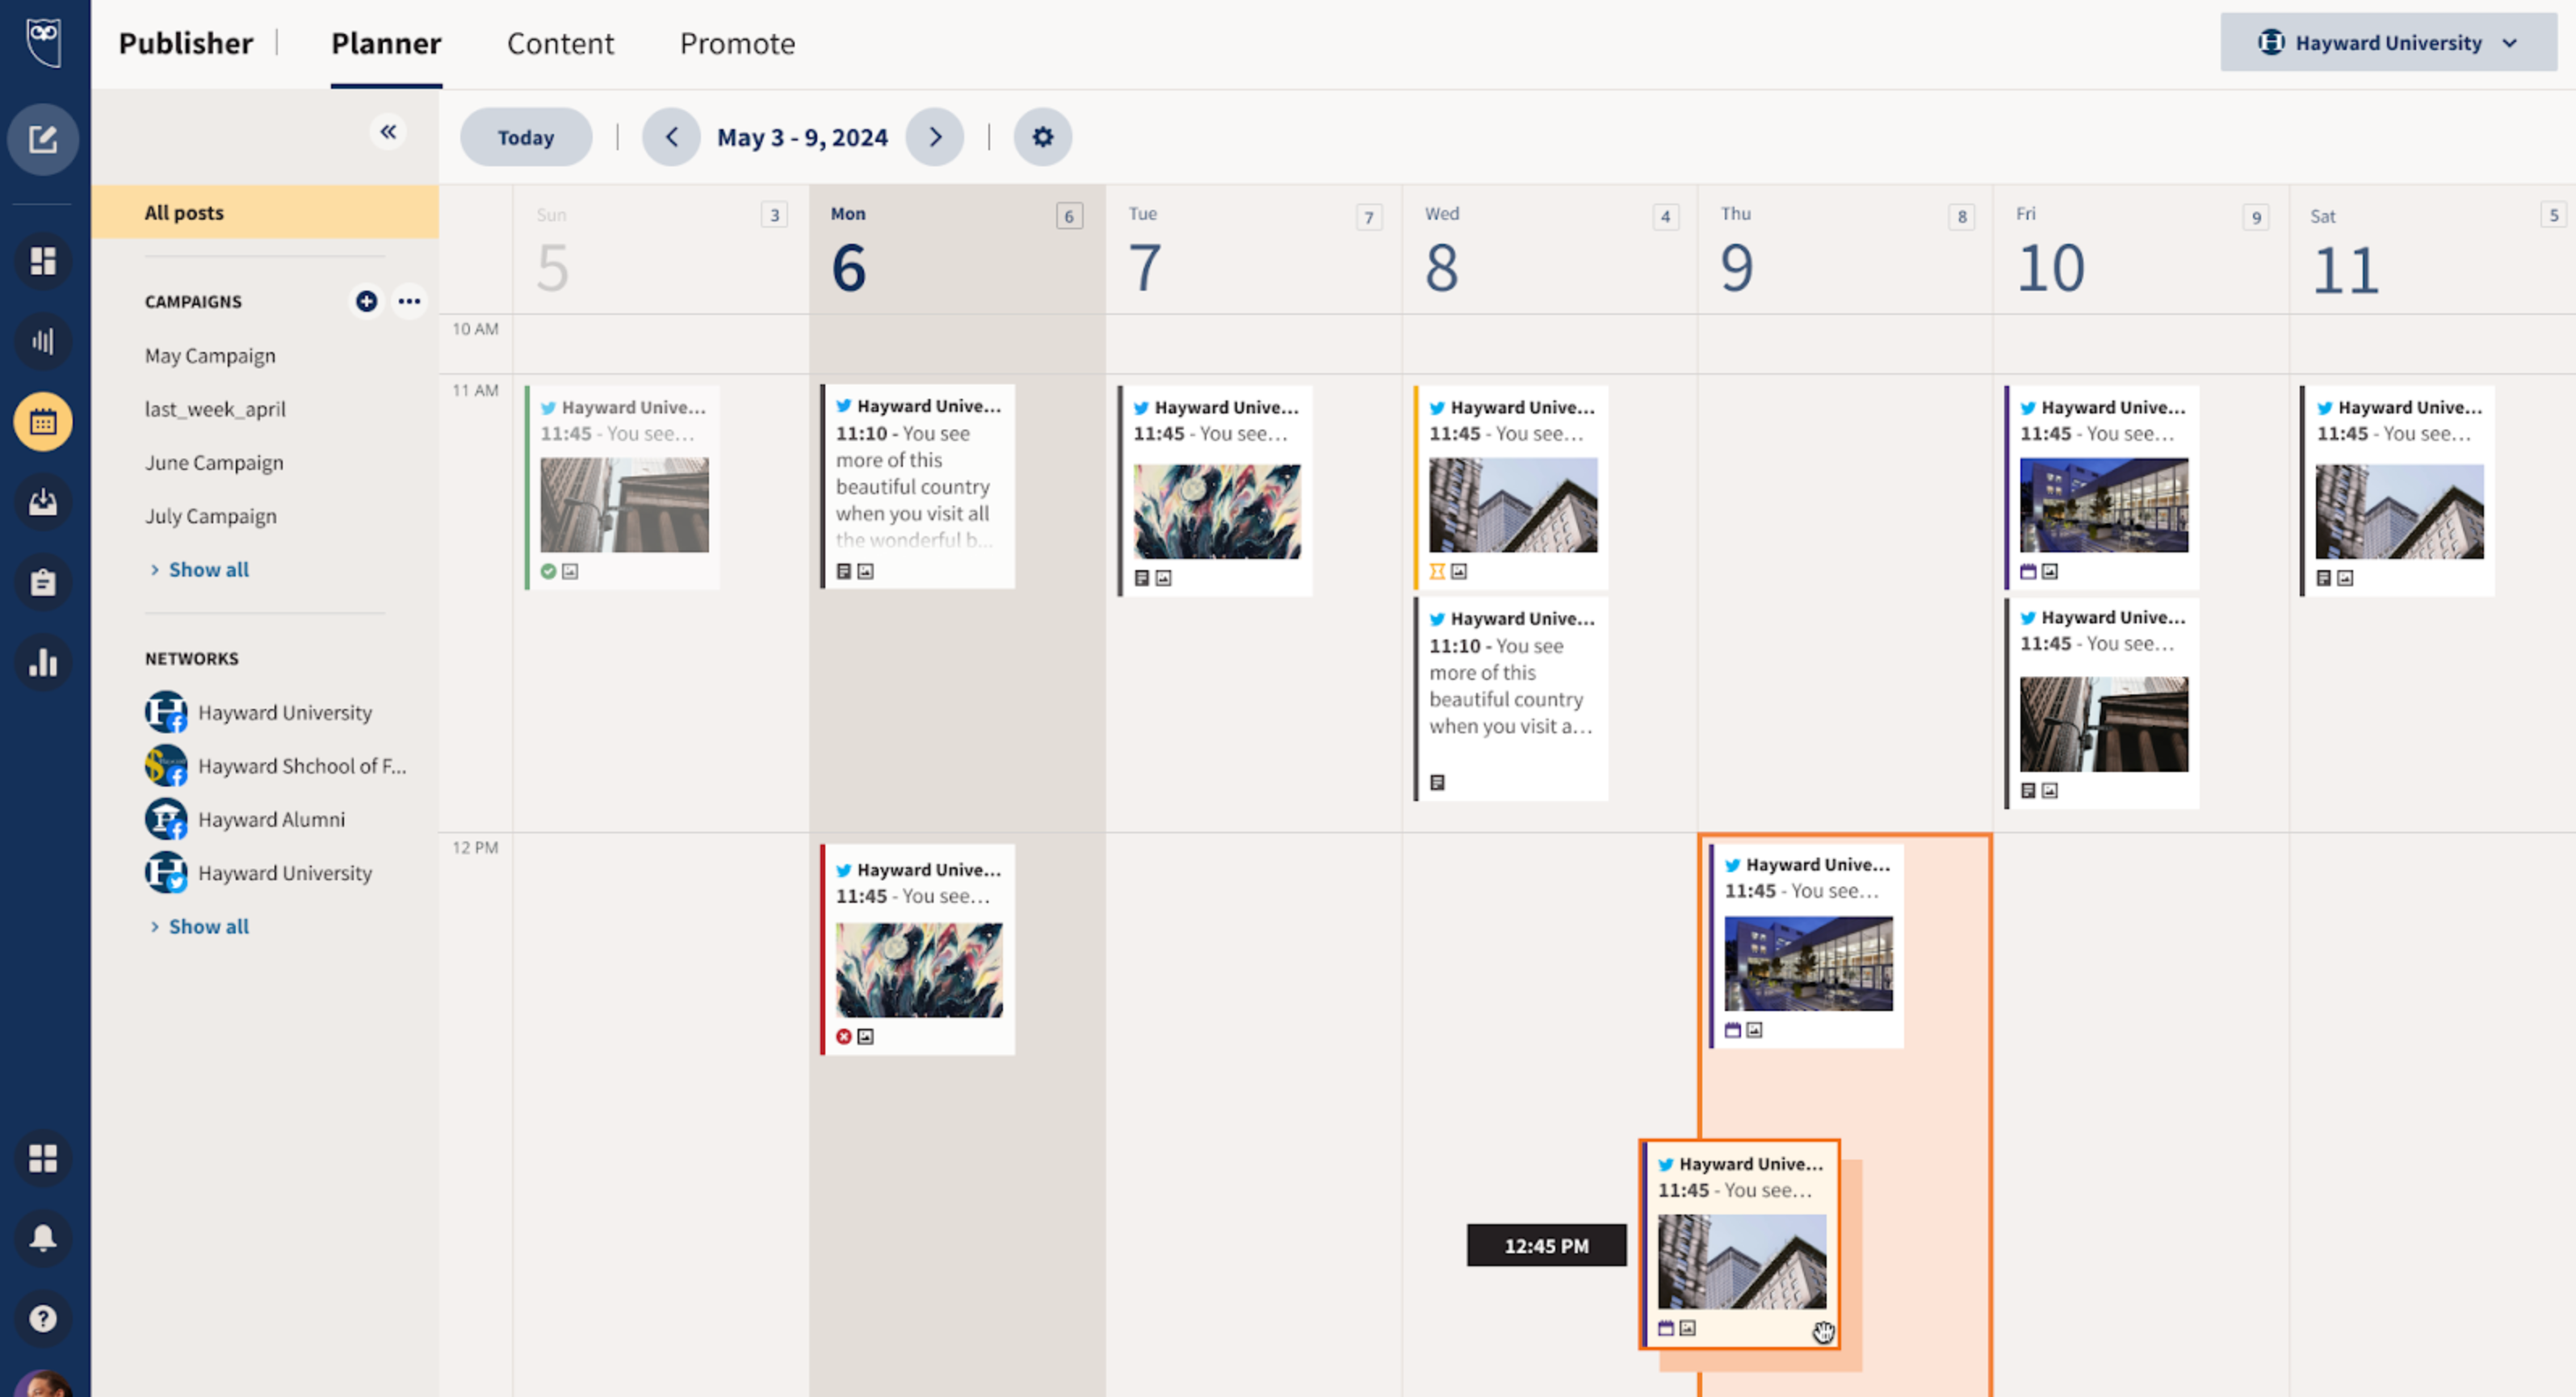 Publisher
Planner
Content
Promote
Hayward University
Today
May 3 - 9, 2024
All posts
CAMPAIGNS
May Campaign
last_week_april
June Campaign
July Campaign
Show all
NETWORKS
Hayward University
Hayward Shchool of F...
Hayward Alumni
Hayward University
Show all
Sun
3
5
Mon
6
6
Tue
7
7
Wed
4
8
Thu
8
9
Fri
9
10
Sat
5
11
10 AM
11 AM
Hayward Unive...
11:45 - You see...
Hayward Unive...
11:10 - You see
more of this
beautiful country
when you visit all
the wonderful b...
Hayward Unive...
11:45 - You see...
Hayward Unive...
11:45 - You see...
Hayward Unive...
11:10 - You see
more of this
beautiful country
when you visit a...
Hayward Unive...
11:45 - You see...
Hayward Unive...
11:45 - You see...
Hayward Unive...
11:45 - You see...
12 PM
Hayward Unive...
11:45 - You see...
Hayward Unive...
11:45 - You see...
12:45 PM
Hayward Unive...
11:45 - You see...